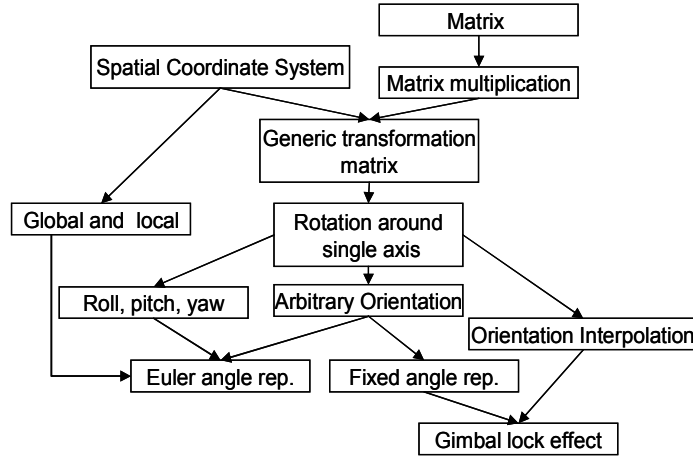 Matrix
Spatial Coordinate System
Matrix multiplication
Generic transformation
matrix
Global and local
Rotation around
single axis
Roll, pitch, yaw
Arbitrary Orientation
Orientation Interpolation
Euler angle rep.
Fixed angle rep.
Gimbal lock effect